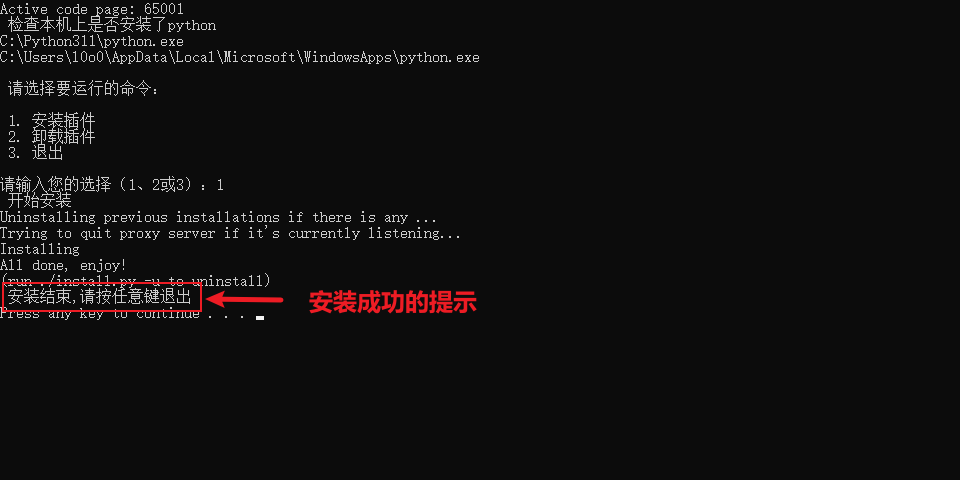 Active code page: 65001
检查本机上是否安装了python
C:\Python311\python.exe
C:\Users\10o0\AppData\Local\Microsoft\WindowsApps\python.exe
请选择要运行的命令:
1. 安装插件
2. 卸载插件
3. 退出
请输入您的选择（1、2或3）: 1
开始安装
Uninstalling previous installations if there is any ...
Trying to quit proxy server if it's currently listening...
Installing
All done, enjoy!
(run ./install.py -u to uninstall)
安装结束,请按任意键退出
安装成功的提示
Press any key to continue . . .